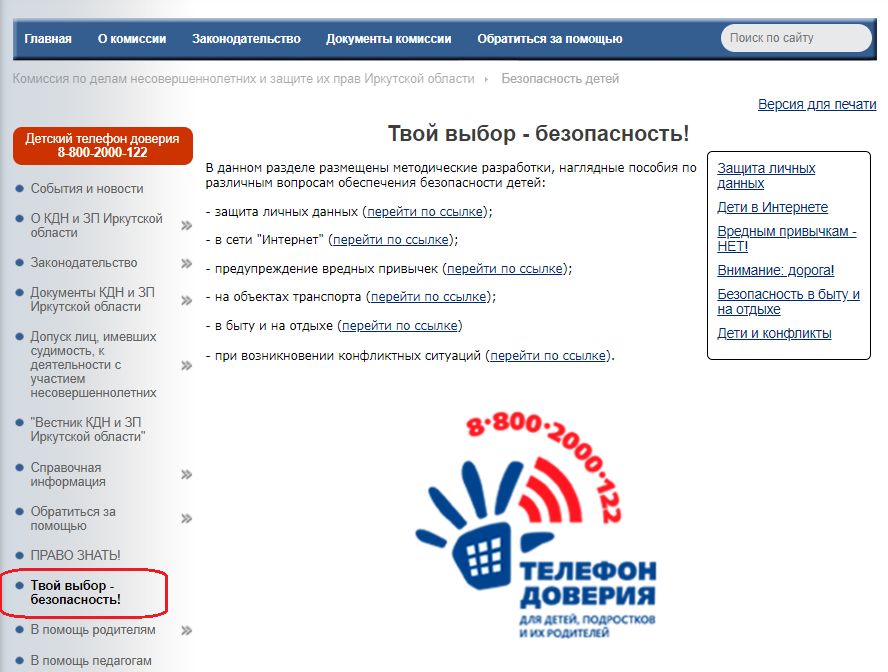 Главная О комиссии Законодательство Документы комиссии Обратиться за помощью Поиск по сайту
Комиссия по делам несовершеннолетних и защите их прав Иркутской области Безопасность детей
Версия для печати
Детский телефон доверия
8-800-2000-122
События и новости
О КДН и ЗП Иркутской
области
Законодательство
Документы КДН и ЗП
Иркутской области
Допуск лиц, имевших
судимость, к
деятельности с
участием
несовершеннолетних
"Вестник КДН и ЗП
Иркутской области"
Справочная
информация
Обратиться за
помощью
ПРАВО ЗНАТЬ!
Твой выбор -
безопасность!
В помощь родителям
В помощь педагогам
Твой выбор - безопасность!
В данном разделе размещены методические разработки, наглядные пособия по
различным вопросам обеспечения безопасности детей:
- защита личных данных (перейти по ссылке);
- в сети "Интернет" (перейти по ссылке);
- предупреждение вредных привычек (перейти по ссылке);
- на объектах транспорта (перейти по ссылке);
- в быту и на отдыхе (перейти по ссылке)
- при возникновении конфликтных ситуаций (перейти по ссылке).
Защита личных
данных
Дети в Интернете
Вредным привычкам -
НЕТ!
Внимание: дорога!
Безопасность в быту и
на отдыхе
Дети и конфликты
8·800·2000·122
ТЕЛЕФОН
ДОВЕРИЯ
ДЛЯ ДЕТЕЙ, ПОДРОСТКОВ
И ИХ РОДИТЕЛЕЙ